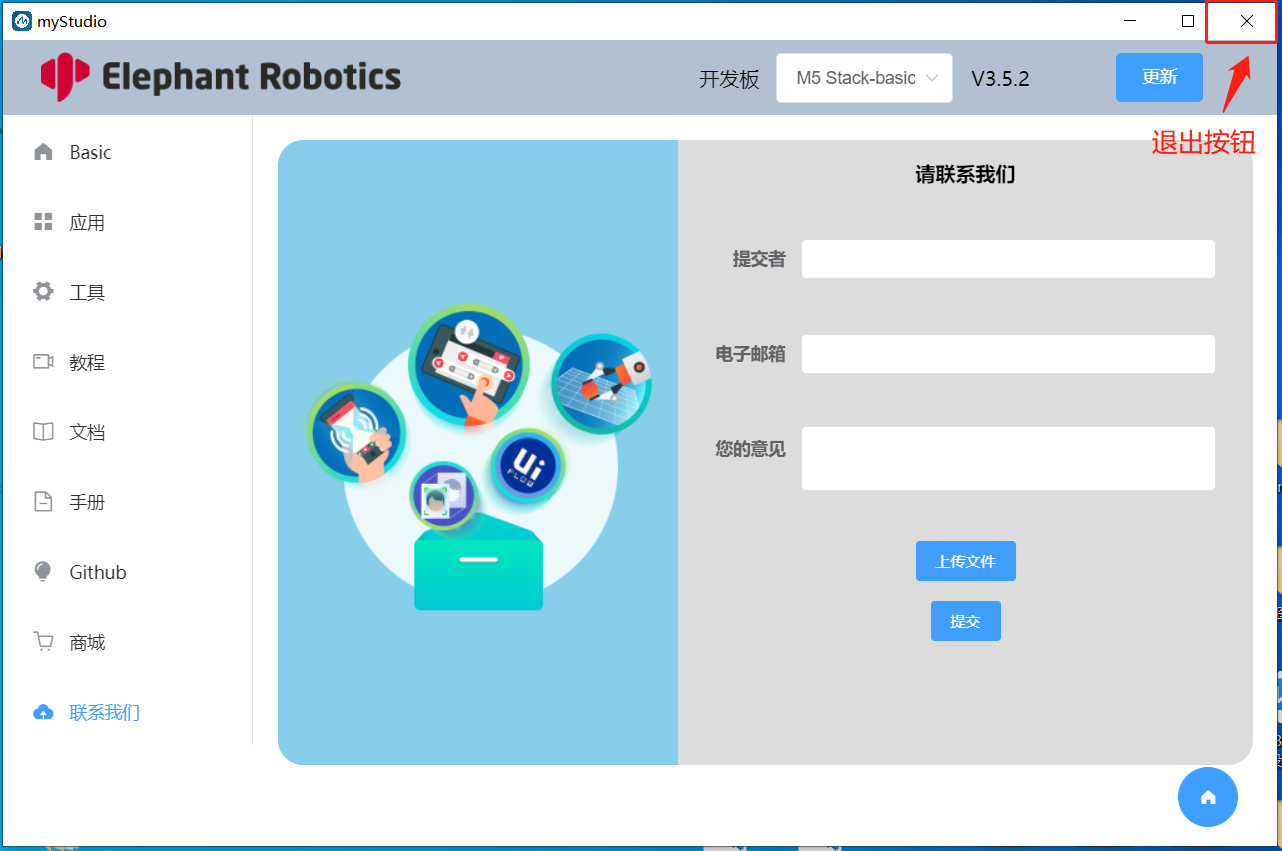 myStudio
Elephant Robotics
开发板
M5 Stack-basic
V3.5.2
更新
退出按钮
Basic
应用
工具
教程
文档
手册
Github
商城
联系我们
请联系我们
提交者
电子邮箱
您的意见
上传文件
提交
Ui
FLOW